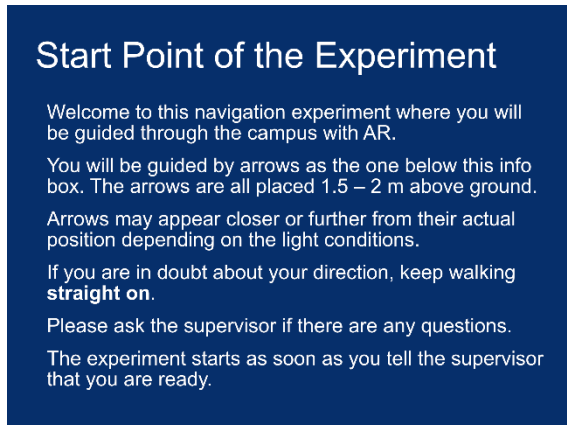 Start Point of the Experiment
Welcome to this navigation experiment where you will
be guided through the campus with AR.
You will be guided by arrows as the one below this info
box. The arrows are all placed 1.5 – 2 m above ground.
Arrows may appear closer or further from their actual
position depending on the light conditions.
If you are in doubt about your direction, keep walking
straight on.
Please ask the supervisor if there are any questions.
The experiment starts as soon as you tell the supervisor
that you are ready.